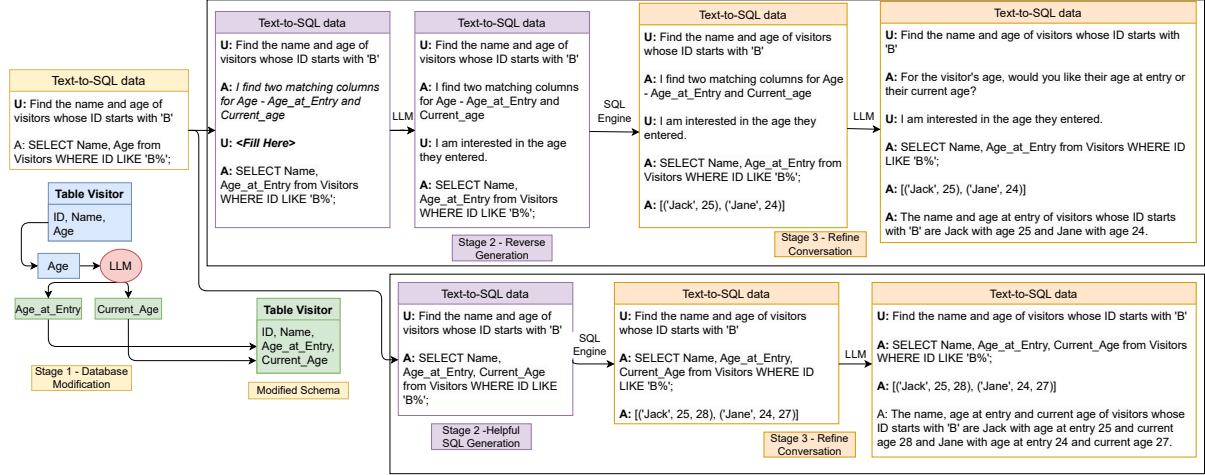 Text-to-SQL data
U: Find the name and age of
visitors whose ID starts with 'B'
A: SELECT Name, Age from
Visitors WHERE ID LIKE 'B%';
Table Visitor
ID, Name,
Age
Age
LLM
Age_at_Entry
Current_Age
Stage 1 - Database
Modification
Table Visitor
ID, Name,
Age_at_Entry,
Current_Age
Modified Schema
Text-to-SQL data
U: Find the name and age of
visitors whose ID starts with 'B'
A: I find two matching columns
for Age - Age_at_Entry and
Current_age
U: <Fill Here>
A: SELECT Name,
Age_at_Entry from Visitors
WHERE ID LIKE 'B%';
LLM
Text-to-SQL data
U: Find the name and age of
visitors whose ID starts with 'B'
A: I find two matching columns
for Age - Age_at_Entry and
Current_age
U: I am interested in the age
they entered.
A: SELECT Name,
Age_at_Entry from Visitors
WHERE ID LIKE 'B%';
Stage 2 - Reverse
Generation
SQL
Engine
Text-to-SQL data
U: Find the name and age of visitors
whose ID starts with 'B'
A: I find two matching columns for Age
- Age_at_Entry and Current_age
U: I am interested in the age they
entered.
A: SELECT Name, Age_at_Entry from
Visitors WHERE ID LIKE 'B%';
A: [('Jack', 25), ('Jane', 24)]
LLM
Stage 3 - Refine
Conversation
Text-to-SQL data
U: Find the name and age of visitors whose ID starts with
'B'
A: For the visitor's age, would you like their age at entry or
their current age?
U: I am interested in the age they entered.
A: SELECT Name, Age_at_Entry from Visitors WHERE ID
LIKE 'B%';
A: [('Jack', 25), ('Jane', 24)]
A: The name and age at entry of visitors whose ID starts
with 'B' are Jack with age 25 and Jane with age 24.
Text-to-SQL data
U: Find the name and age of
visitors whose ID starts with 'B'
A: SELECT Name,
Age_at_Entry, Current_Age
from Visitors WHERE ID LIKE
'B%';
Stage 2 -Helpful
SQL Generation
SQL
Engine
Text-to-SQL data
U: Find the name and age of visitors
whose ID starts with 'B'
A: SELECT Name, Age_at_Entry,
Current_Age from Visitors WHERE ID
LIKE 'B%';
A: [('Jack', 25, 28), ('Jane', 24, 27)]
LLM
Stage 3 - Refine
Conversation
Text-to-SQL data
U: Find the name and age of visitors whose ID starts with 'B'
A: SELECT Name, Age_at_Entry, Current_Age from Visitors
WHERE ID LIKE 'B%';
A: [('Jack', 25, 28), ('Jane', 24, 27)]
A: The name, age at entry and current age of visitors whose
ID starts with 'B' are Jack with age at entry 25 and current
age 28 and Jane with age at entry 24 and current age 27.